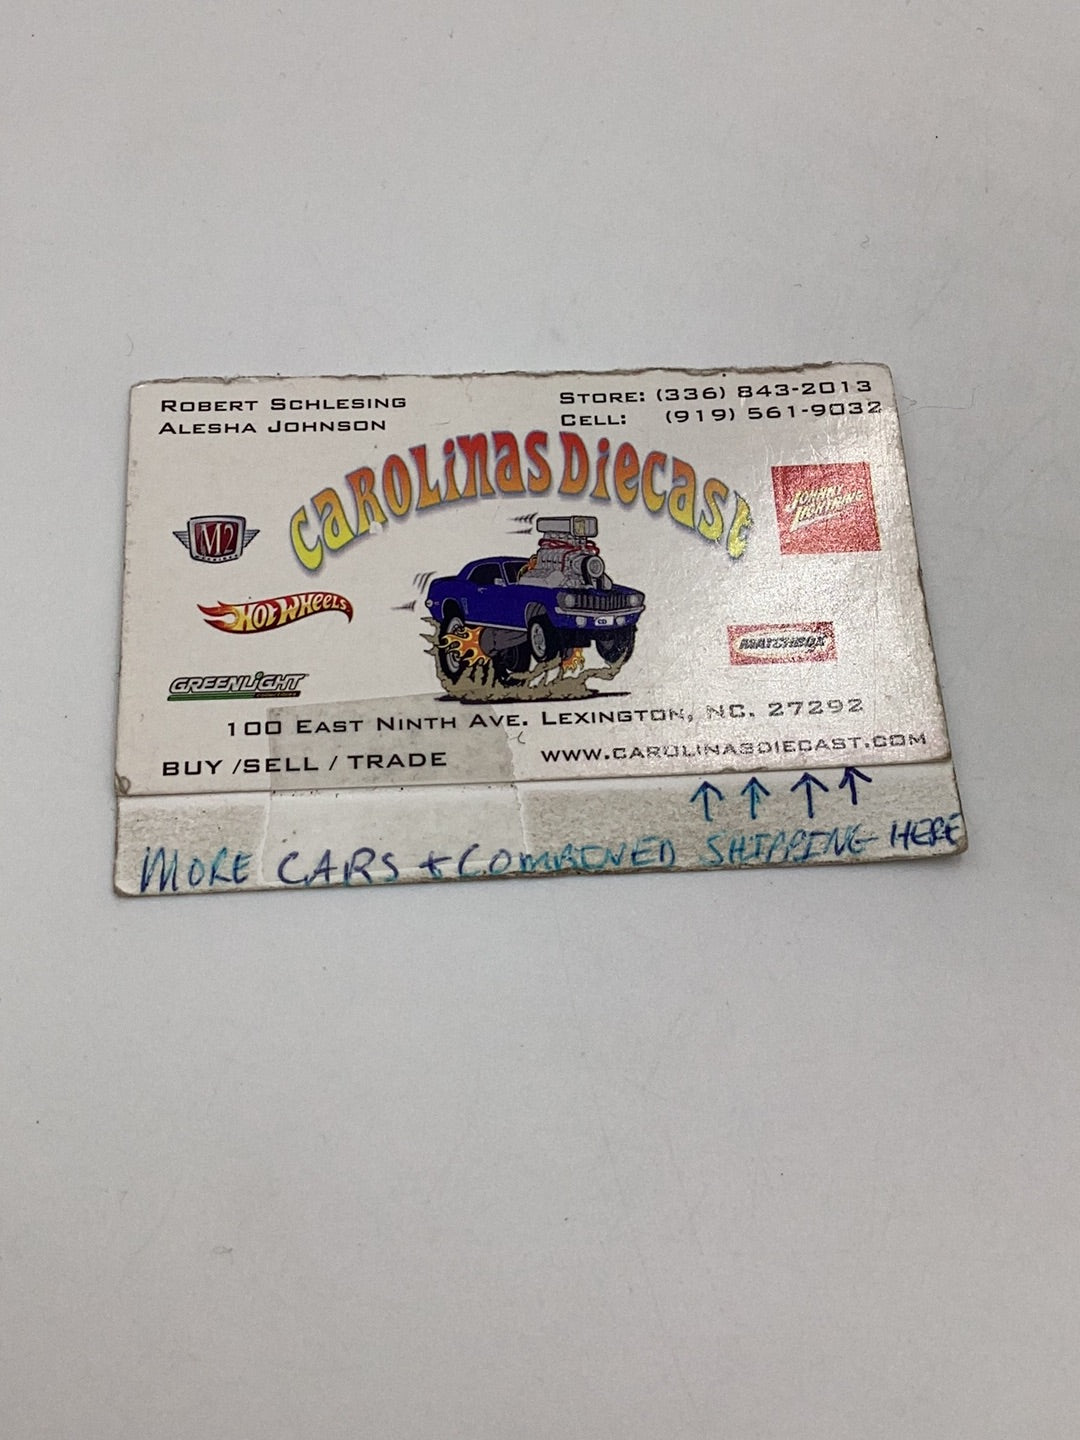 ROBERT SCHLESING
ALESHA JOHNSON
STORE: (336) 843-2013
CELL: (919) 561-9032
CAROLINAS DIECAST
M2
JOHNNY LIGHTNING
HOT WHEELS
MATCHBOX
GREENLIGHT
CD
100 EAST NINTH AVE. LEXINGTON, NC. 27292
BUY /SELL / TRADE
WWW.CAROLINASDIECAST.COM
MORE CARS + COMBINED SHIPPING HERE